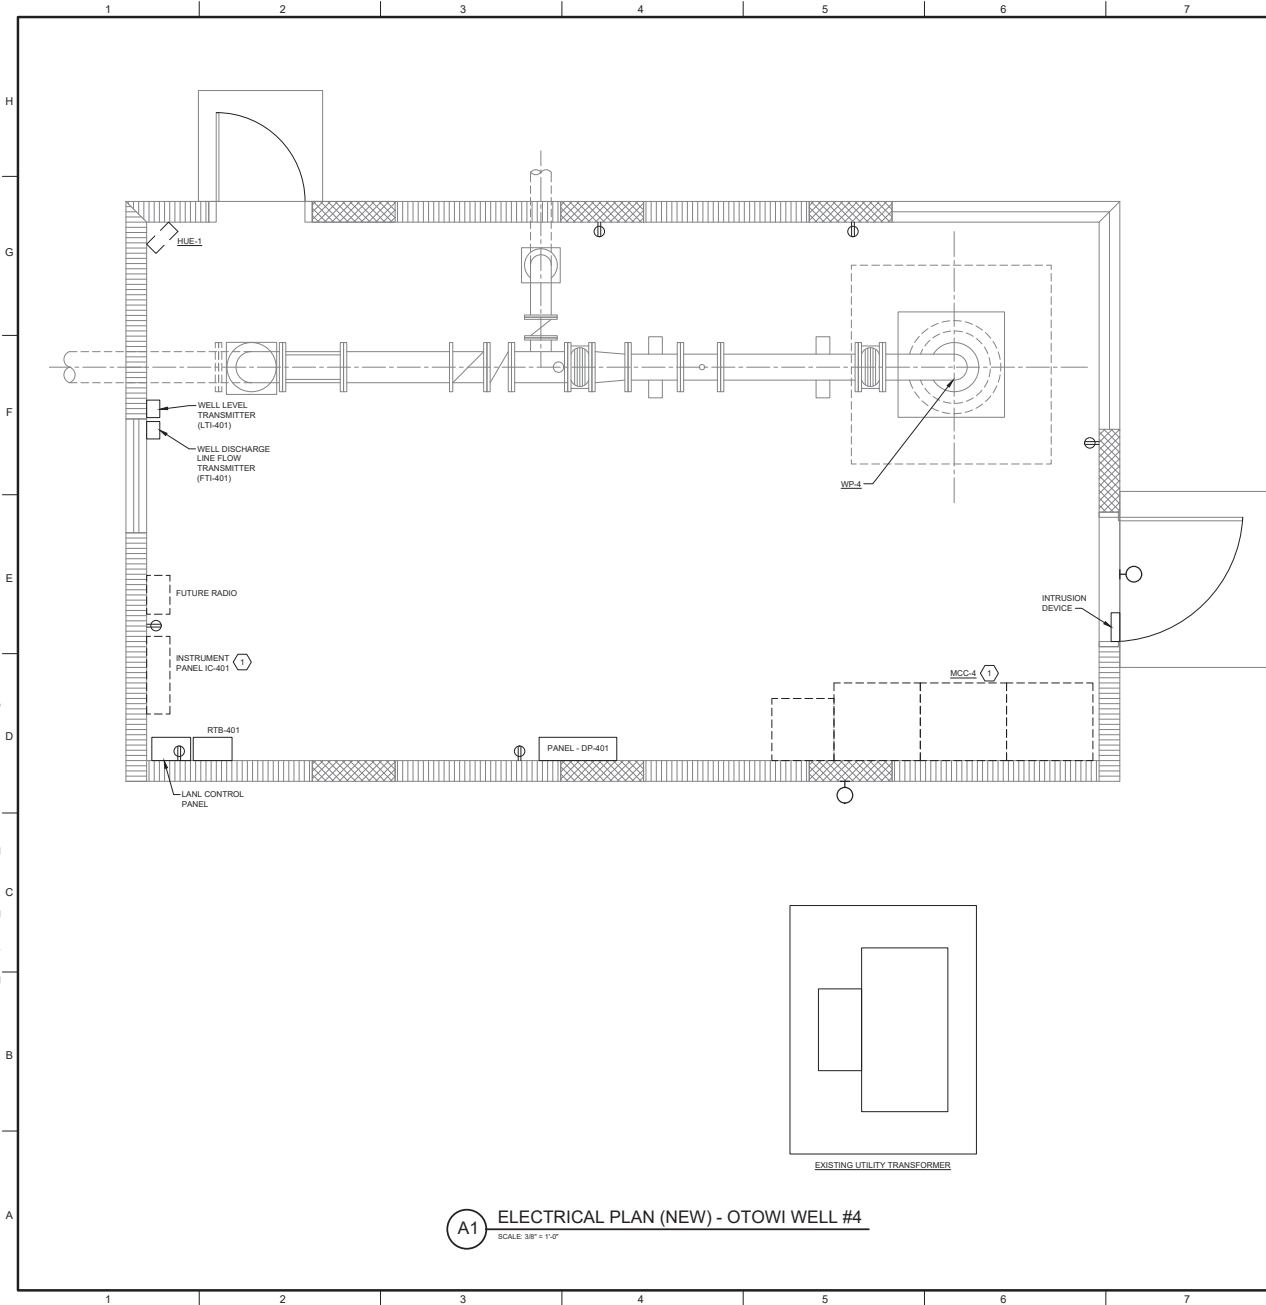 1 2 3 4 5 6 7
H
G
HUE-1
F
WELL LEVEL
TRANSMITTER
(LTI-401)
WELL DISCHARGE
LINE FLOW
TRANSMITTER
(FTI-401)
WP-4
E
FUTURE RADIO
INTRUSION
DEVICE
INSTRUMENT
PANEL IC-401
1
MCC-4
1
D
RTB-401
PANEL - DP-401
LANL CONTROL
PANEL
C
B
EXISTING UTILITY TRANSFORMER
A
A1
ELECTRICAL PLAN (NEW) - OTOWI WELL #4
SCALE: 3/8" = 1'-0"
1 2 3 4 5 6 7